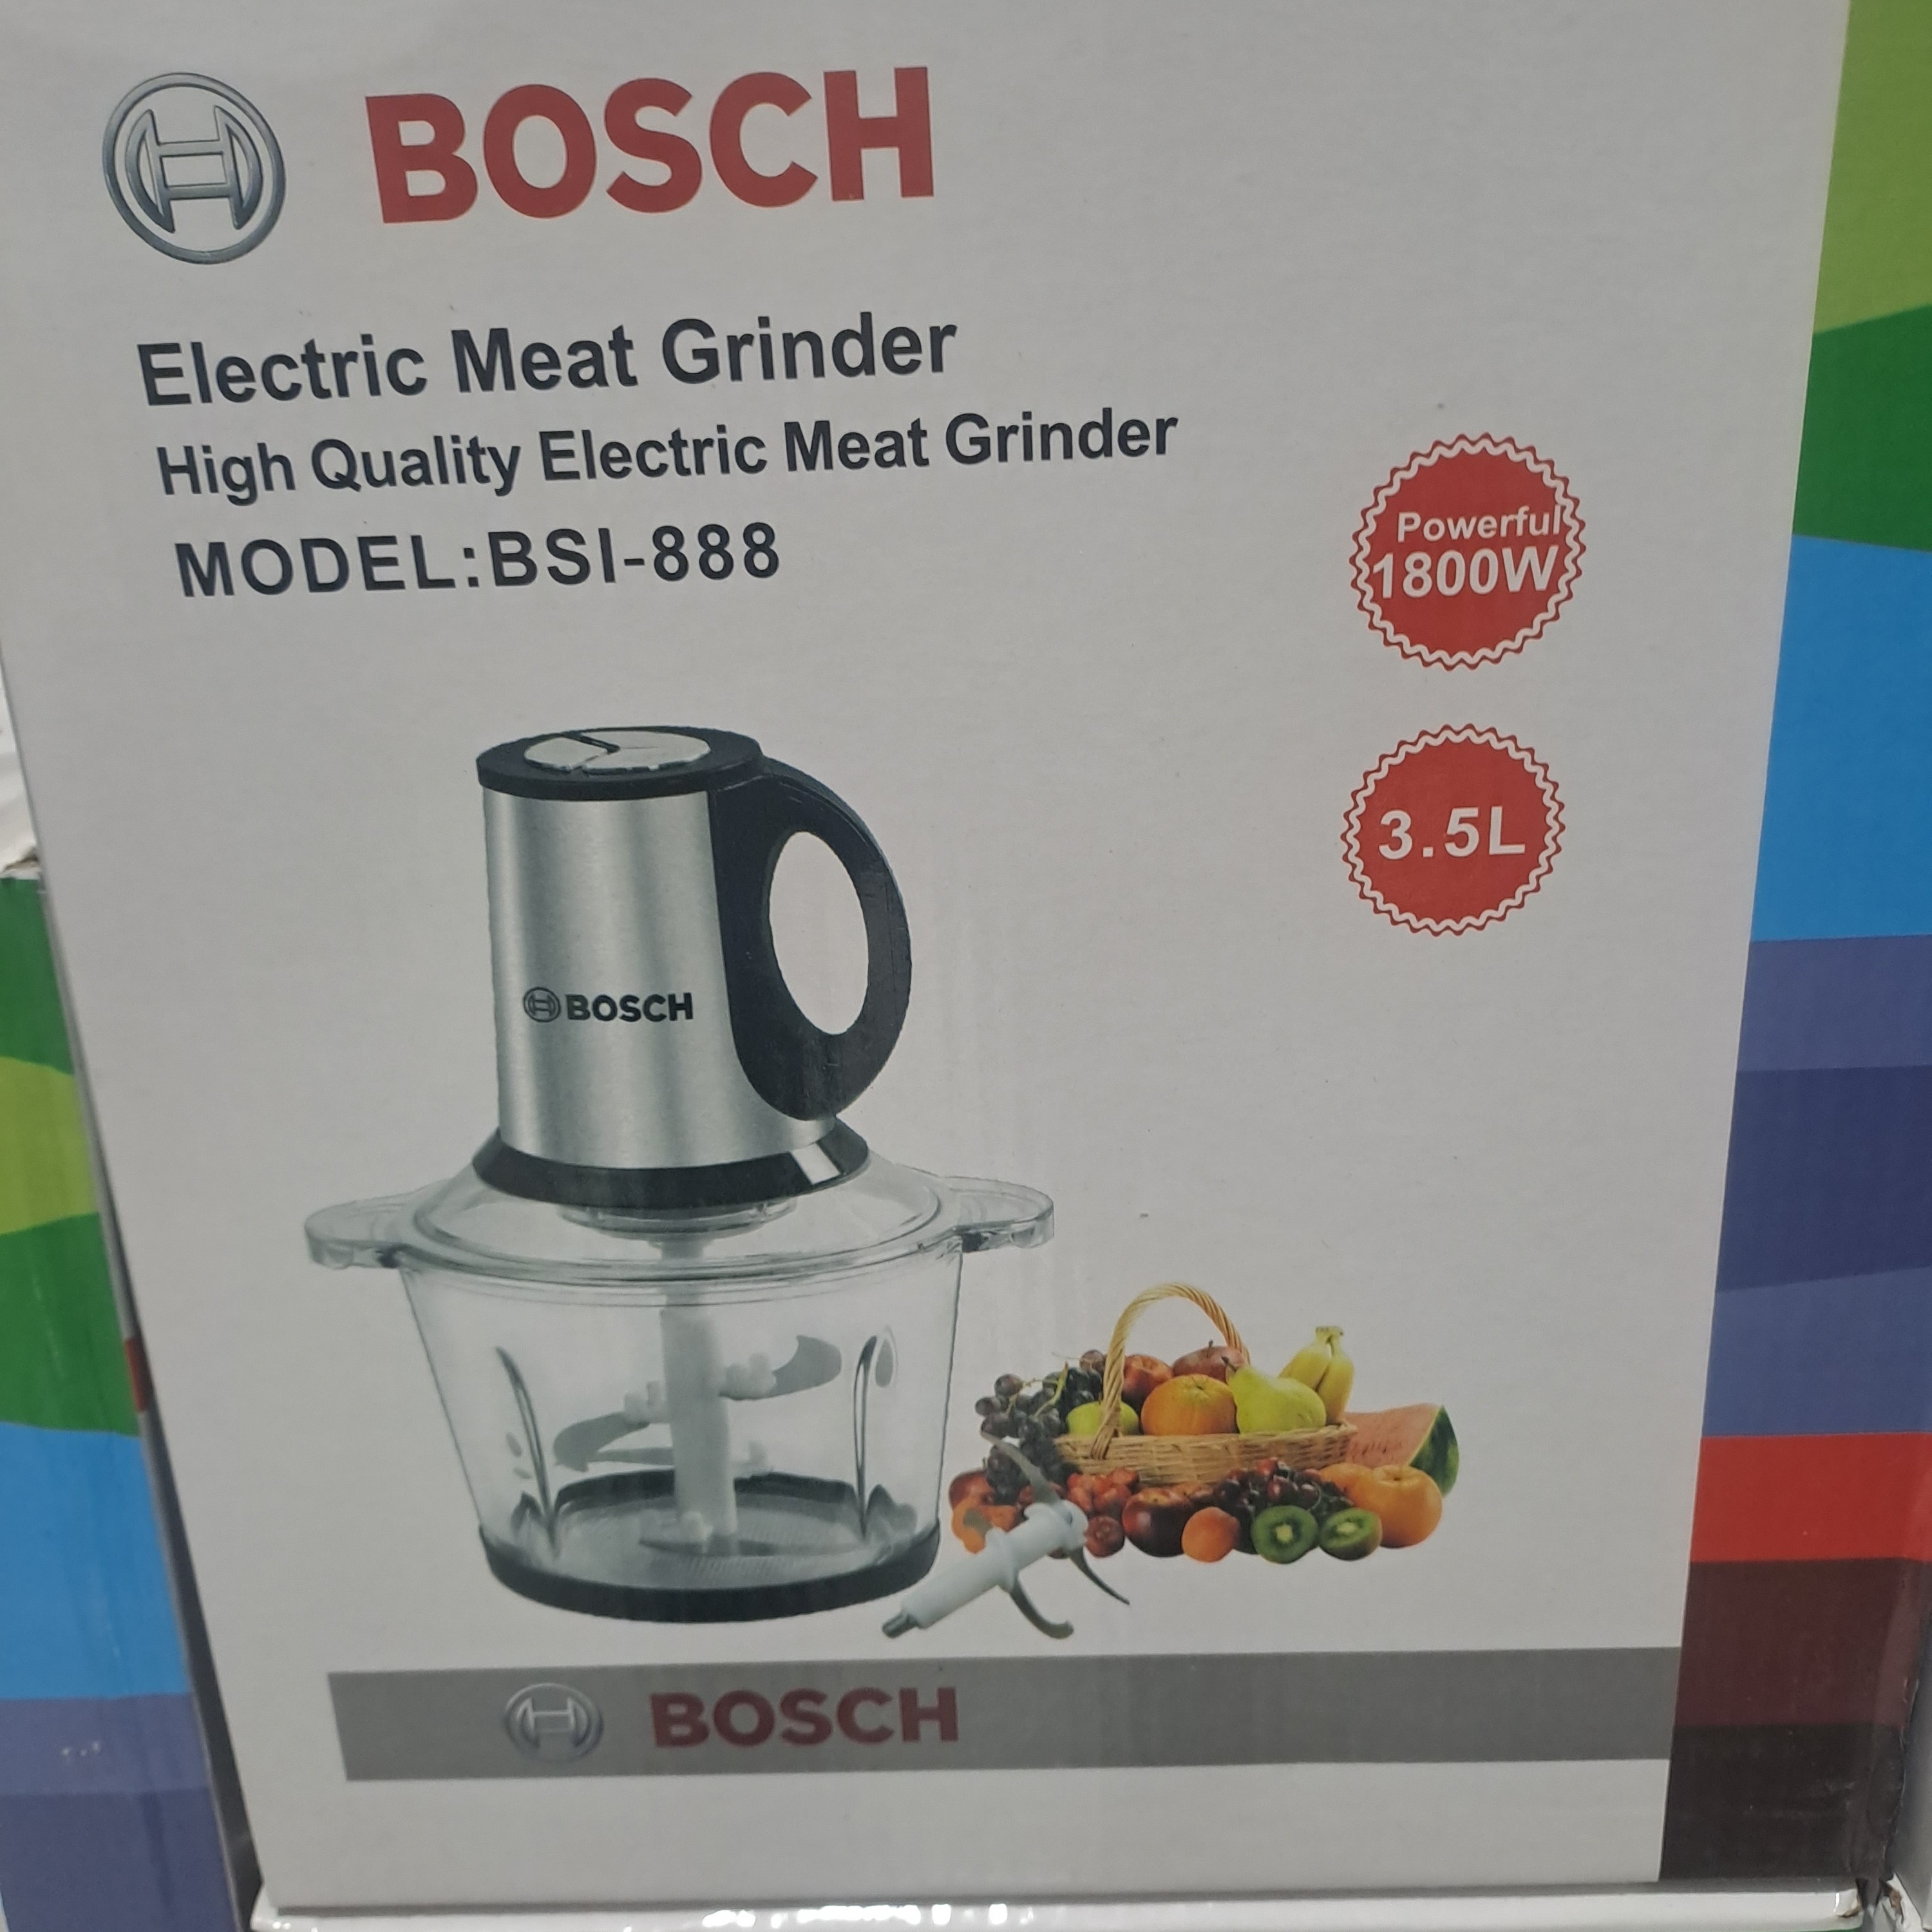 BOSCH
Electric Meat Grinder
High Quality Electric Meat Grinder
MODEL:BSI-888
Powerful
1800W
3.5L
BOSCH
BOSCH